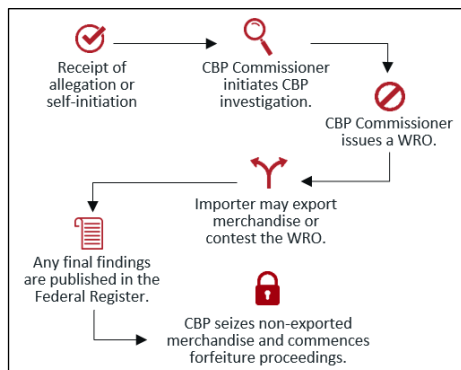 Receipt of
allegation or
self-initiation
CBP Commissioner
initiates CBP
investigation.
CBP Commissioner
issues a WRO.
Importer may export
merchandise or
contest the WRO.
Any final findings
are published in the
Federal Register.
CBP seizes non-exported
merchandise and commences
forfeiture proceedings.